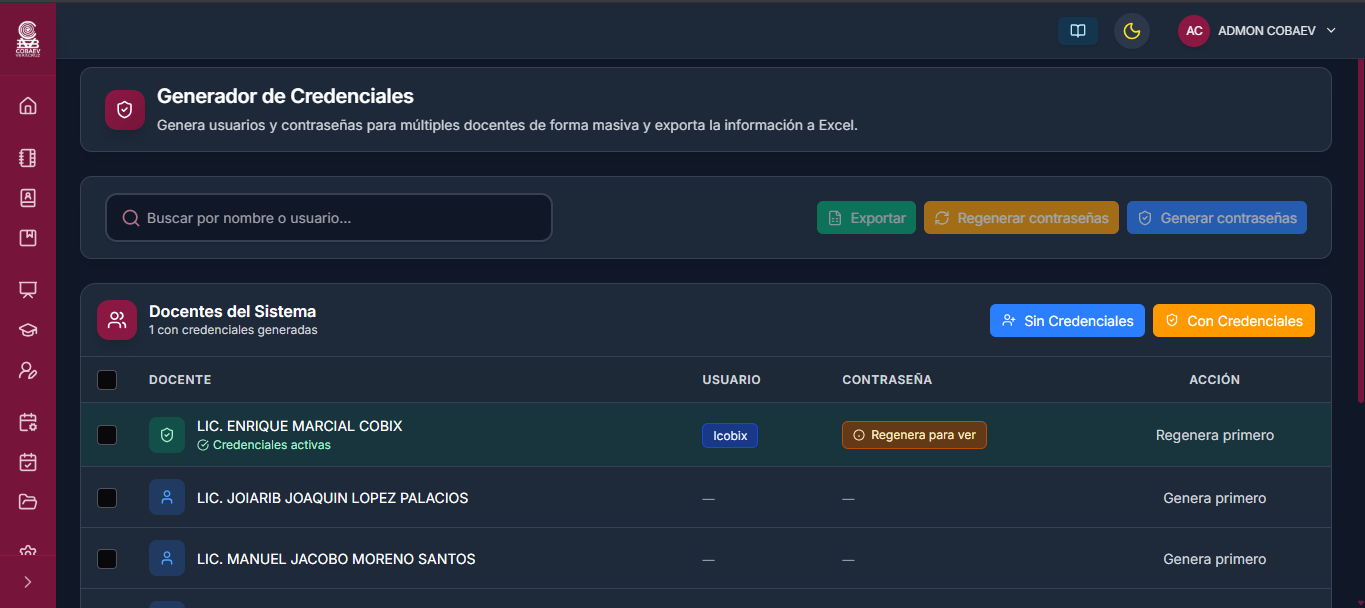 COBAEV
VERACRUZ
AC ADMON COBAEV
Generador de Credenciales
Genera usuarios y contraseñas para múltiples docentes de forma masiva y exporta la información a Excel.
Buscar por nombre o usuario...
Exportar
Regenerar contraseñas
Generar contraseñas
Docentes del Sistema
1 con credenciales generadas
Sin Credenciales
Con Credenciales
DOCENTE USUARIO CONTRASEÑA ACCIÓN
LIC. ENRIQUE MARCIAL COBIX
Credenciales activas
lcobix
Regenera para ver
Regenera primero
LIC. JOIARIB JOAQUIN LOPEZ PALACIOS — — Genera primero
LIC. MANUEL JACOBO MORENO SANTOS — — Genera primero